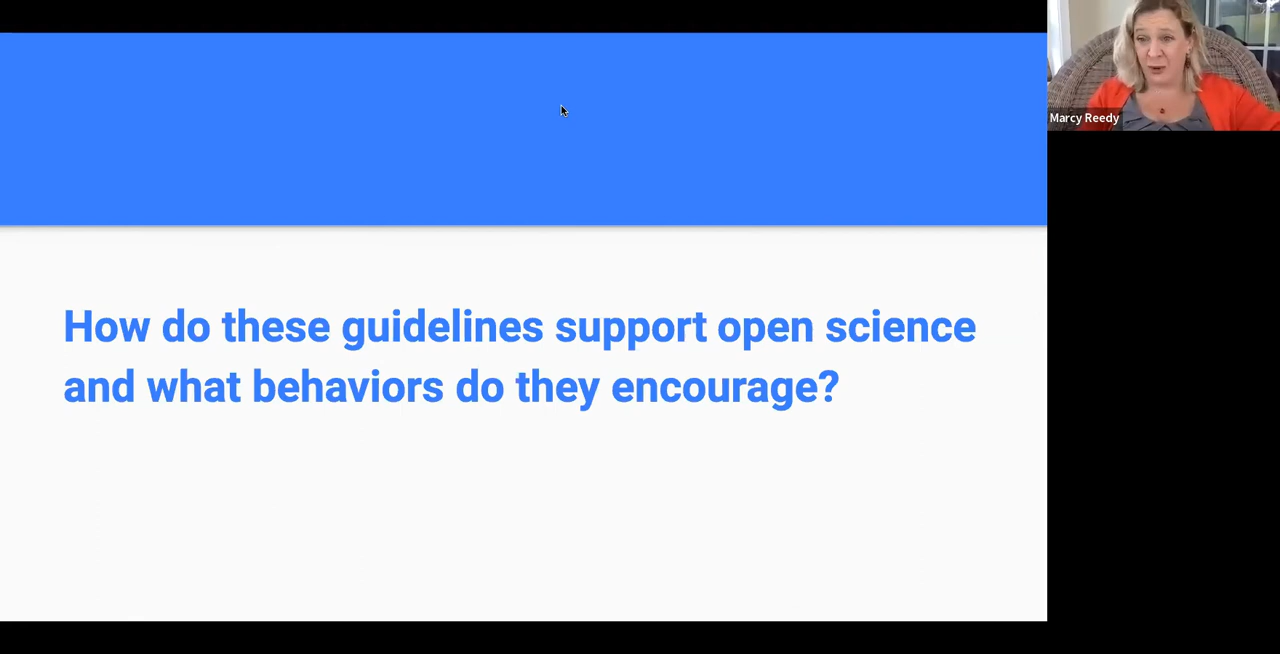 How do these guidelines support open science
and what behaviors do they encourage?
Marcy Reedy